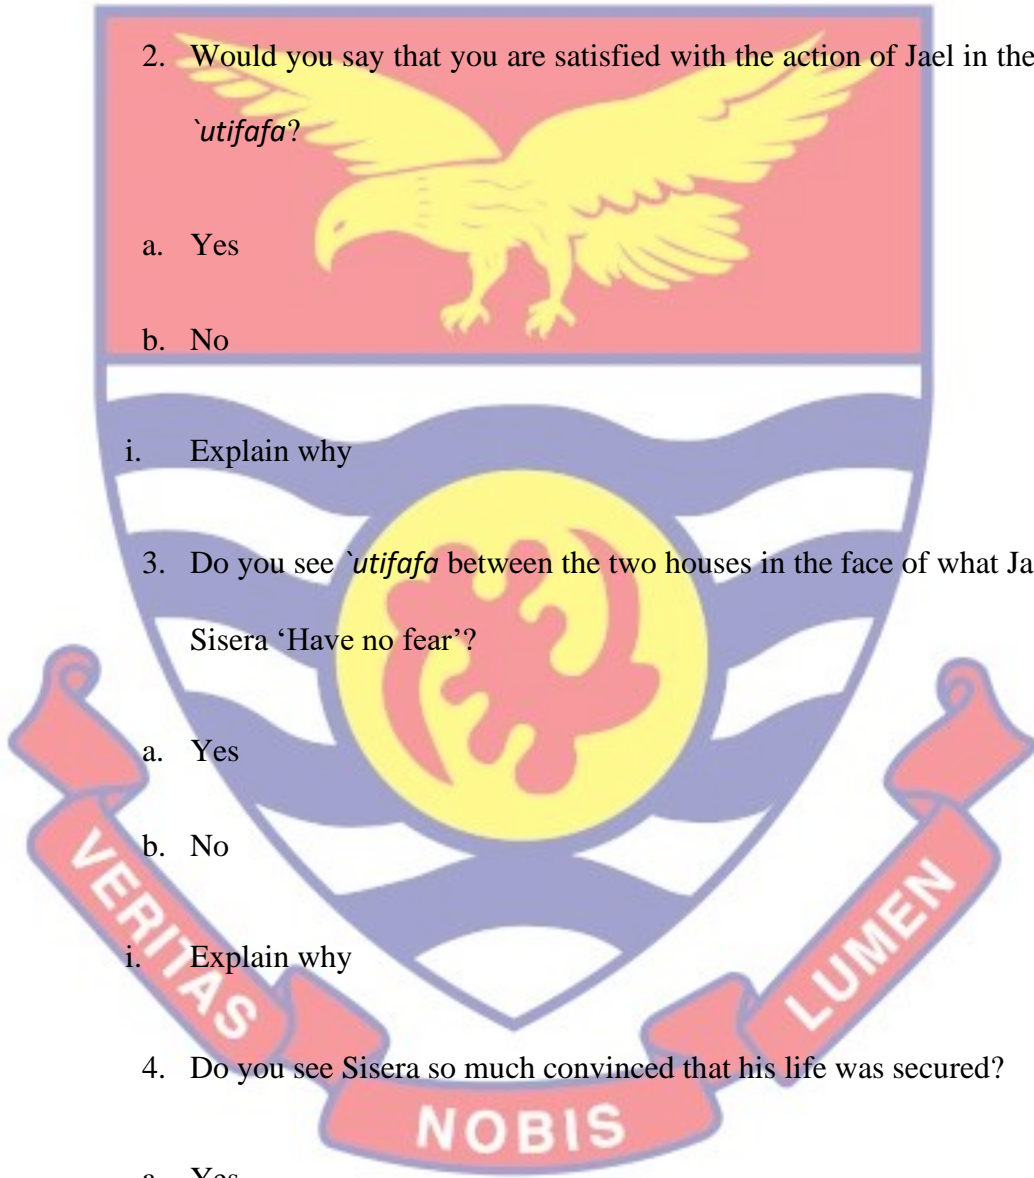 2. Would you say that you are satisfied with the action of Jael in the
`utifafa?
a. Yes
b. No
i. Explain why
3. Do you see `utifafa between the two houses in the face of what Ja
Sisera ‘Have no fear’?
a. Yes
b. No
i. Explain why
4. Do you see Sisera so much convinced that his life was secured?
a. Yes
VERITAS
NOBIS
LUMEN